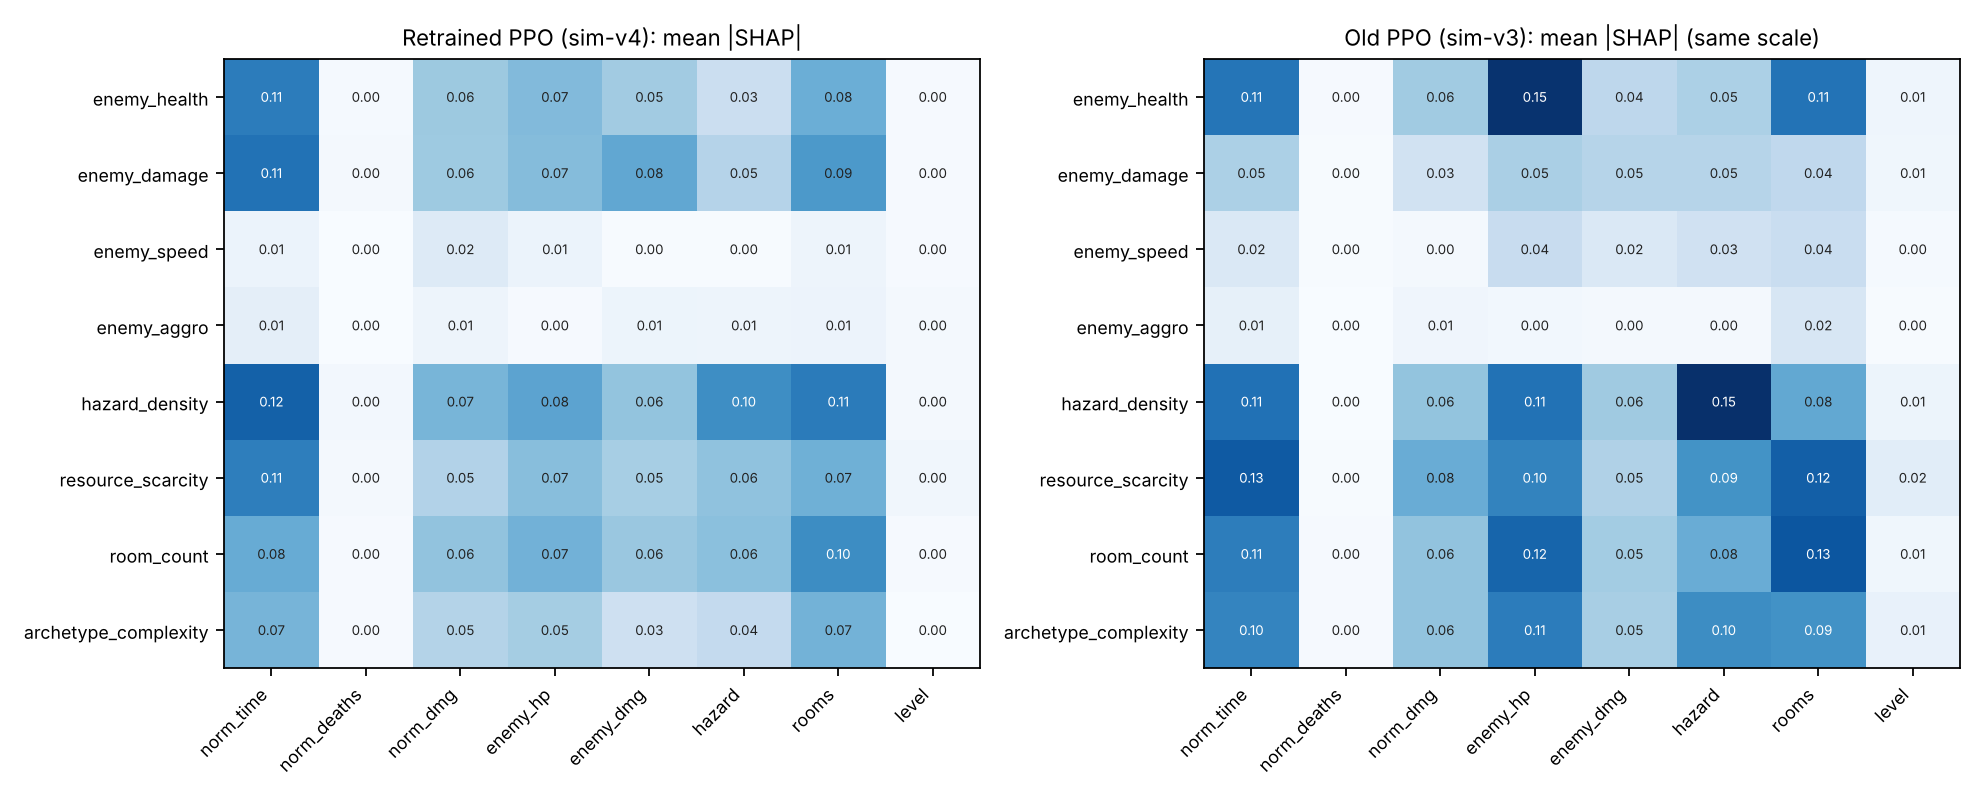 Retrained PPO (sim-v4): mean |SHAP|
enemy_health 0.11 0.00 0.06 0.07 0.05 0.03 0.08 0.00
enemy_damage 0.11 0.00 0.06 0.07 0.08 0.05 0.09 0.00
enemy_speed 0.01 0.00 0.02 0.01 0.00 0.00 0.01 0.00
enemy_aggro 0.01 0.00 0.01 0.00 0.01 0.01 0.01 0.00
hazard_density 0.12 0.00 0.07 0.08 0.06 0.10 0.11 0.00
resource_scarcity 0.11 0.00 0.05 0.07 0.05 0.06 0.07 0.00
room_count 0.08 0.00 0.06 0.07 0.06 0.06 0.10 0.00
archetype_complexity 0.07 0.00 0.05 0.05 0.03 0.04 0.07 0.00
norm_time norm_deaths norm_dmg enemy_hp enemy_dmg hazard rooms level
Old PPO (sim-v3): mean |SHAP| (same scale)
enemy_health 0.11 0.00 0.06 0.15 0.04 0.05 0.11 0.01
enemy_damage 0.05 0.00 0.03 0.05 0.05 0.05 0.04 0.01
enemy_speed 0.02 0.00 0.00 0.04 0.02 0.03 0.04 0.00
enemy_aggro 0.01 0.00 0.01 0.00 0.00 0.00 0.02 0.00
hazard_density 0.11 0.00 0.06 0.11 0.06 0.15 0.08 0.01
resource_scarcity 0.13 0.00 0.08 0.10 0.05 0.09 0.12 0.02
room_count 0.11 0.00 0.06 0.12 0.05 0.08 0.13 0.01
archetype_complexity 0.10 0.00 0.06 0.11 0.05 0.10 0.09 0.01
norm_time norm_deaths norm_dmg enemy_hp enemy_dmg hazard rooms level